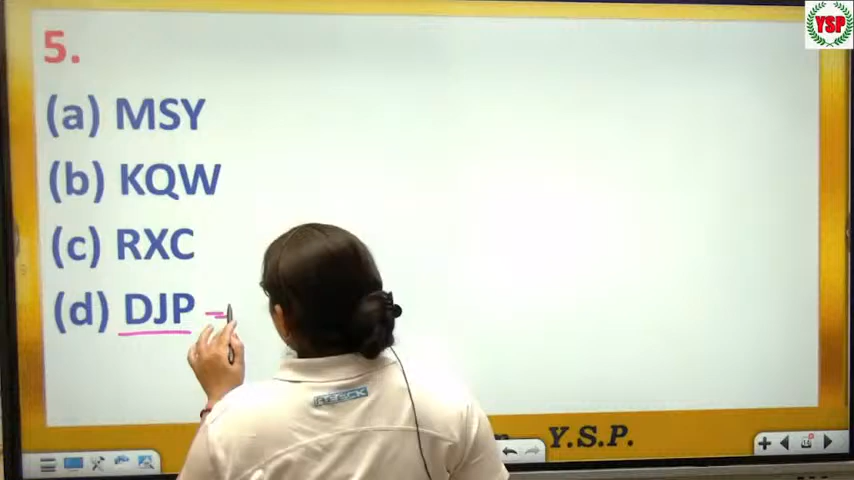 YSP
5.
(a) MSY
(b) KQW
(c) RXC
(d) DJP
Y.S.P.